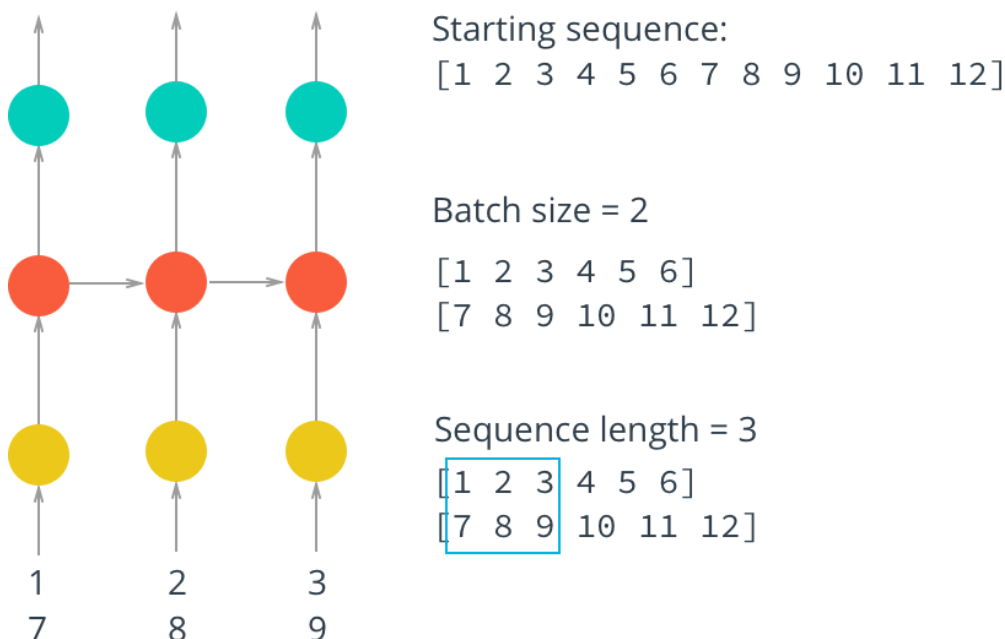 Starting sequence:
[1 2 3 4 5 6 7 8 9 10 11 12]
Batch size = 2
[1 2 3 4 5 6]
[7 8 9 10 11 12]
Sequence length = 3
[1 2 3 4 5 6]
[7 8 9 10 11 12]
1 2 3
7 8 9